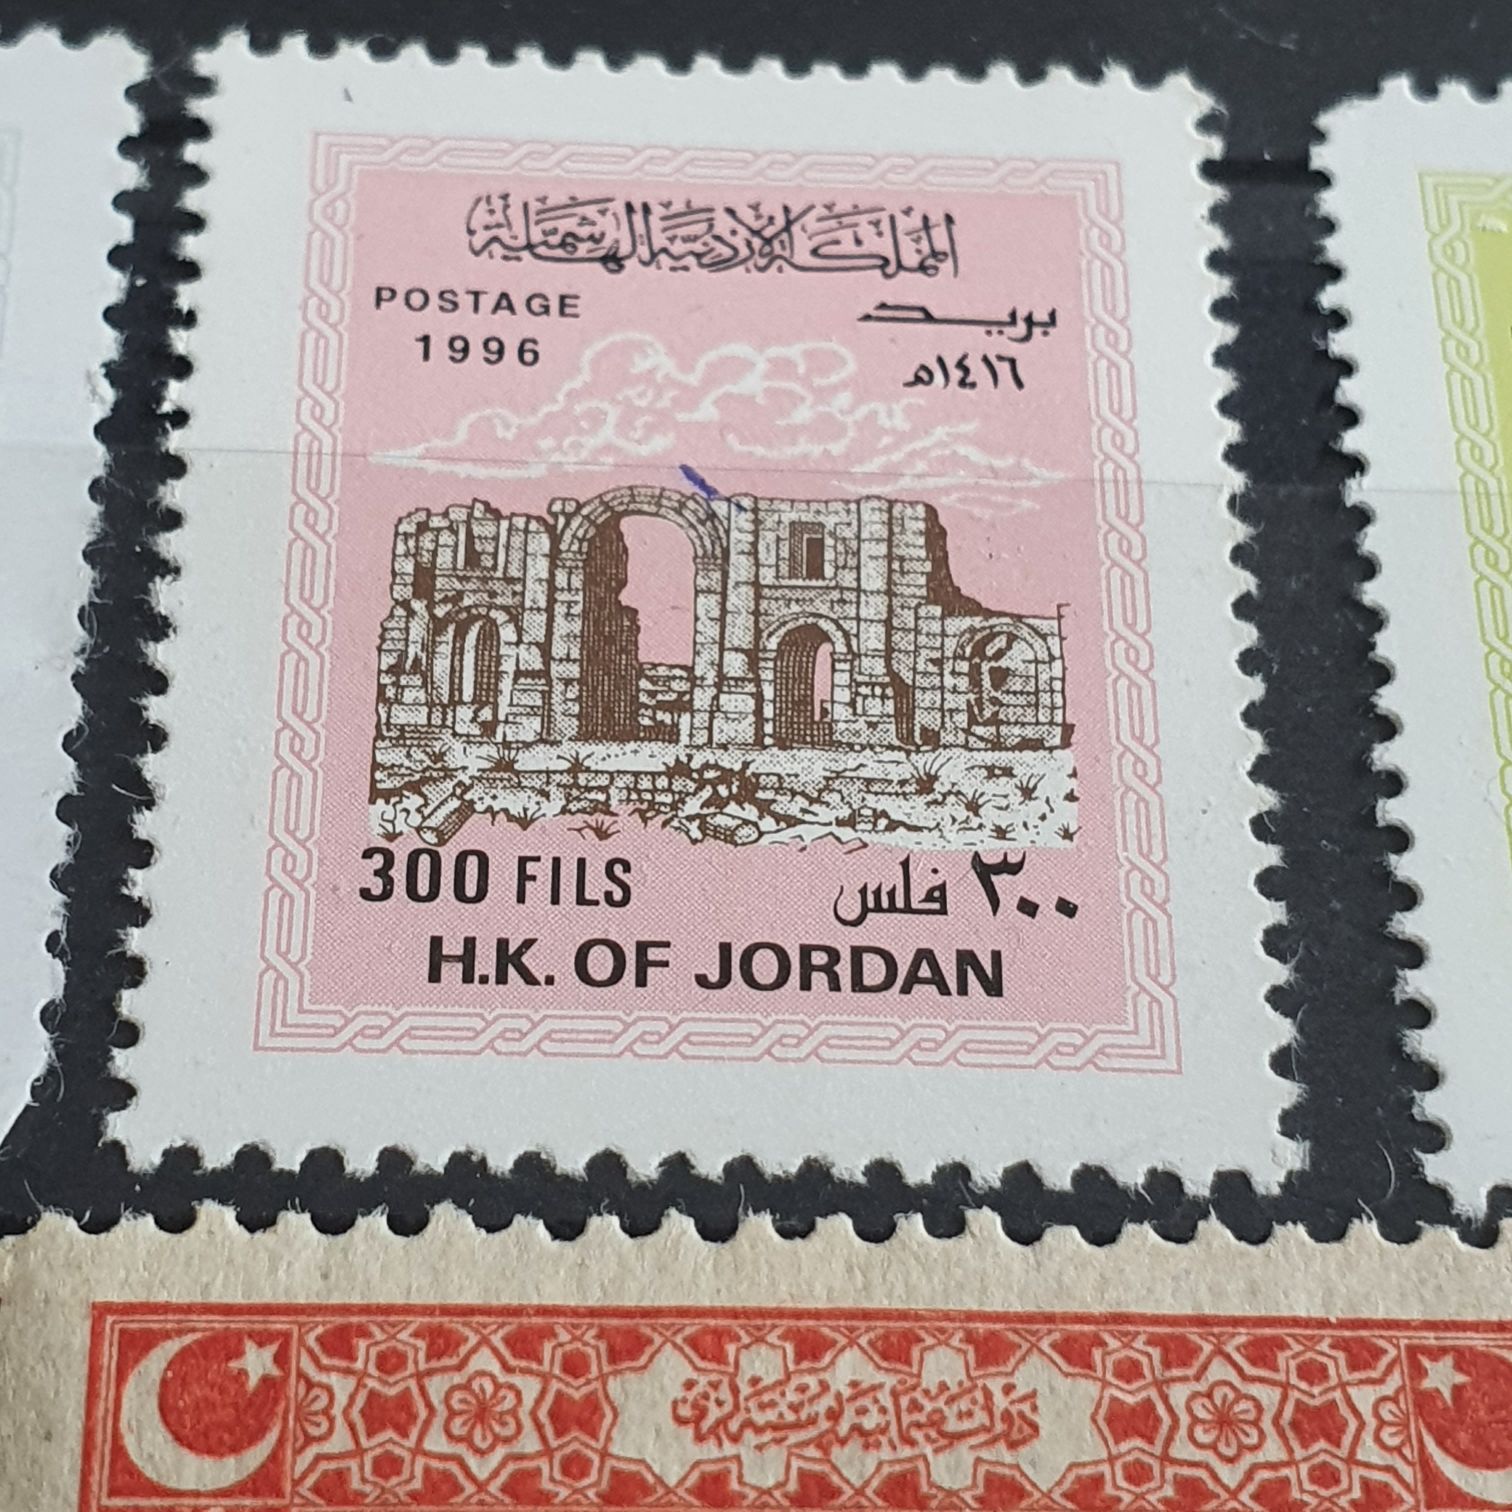 المملكة الأردنية الهاشمية
POSTAGE بريد
1996 ١٤١٦هـ
300 FILS ٣٠٠ فلس
H.K. OF JORDAN